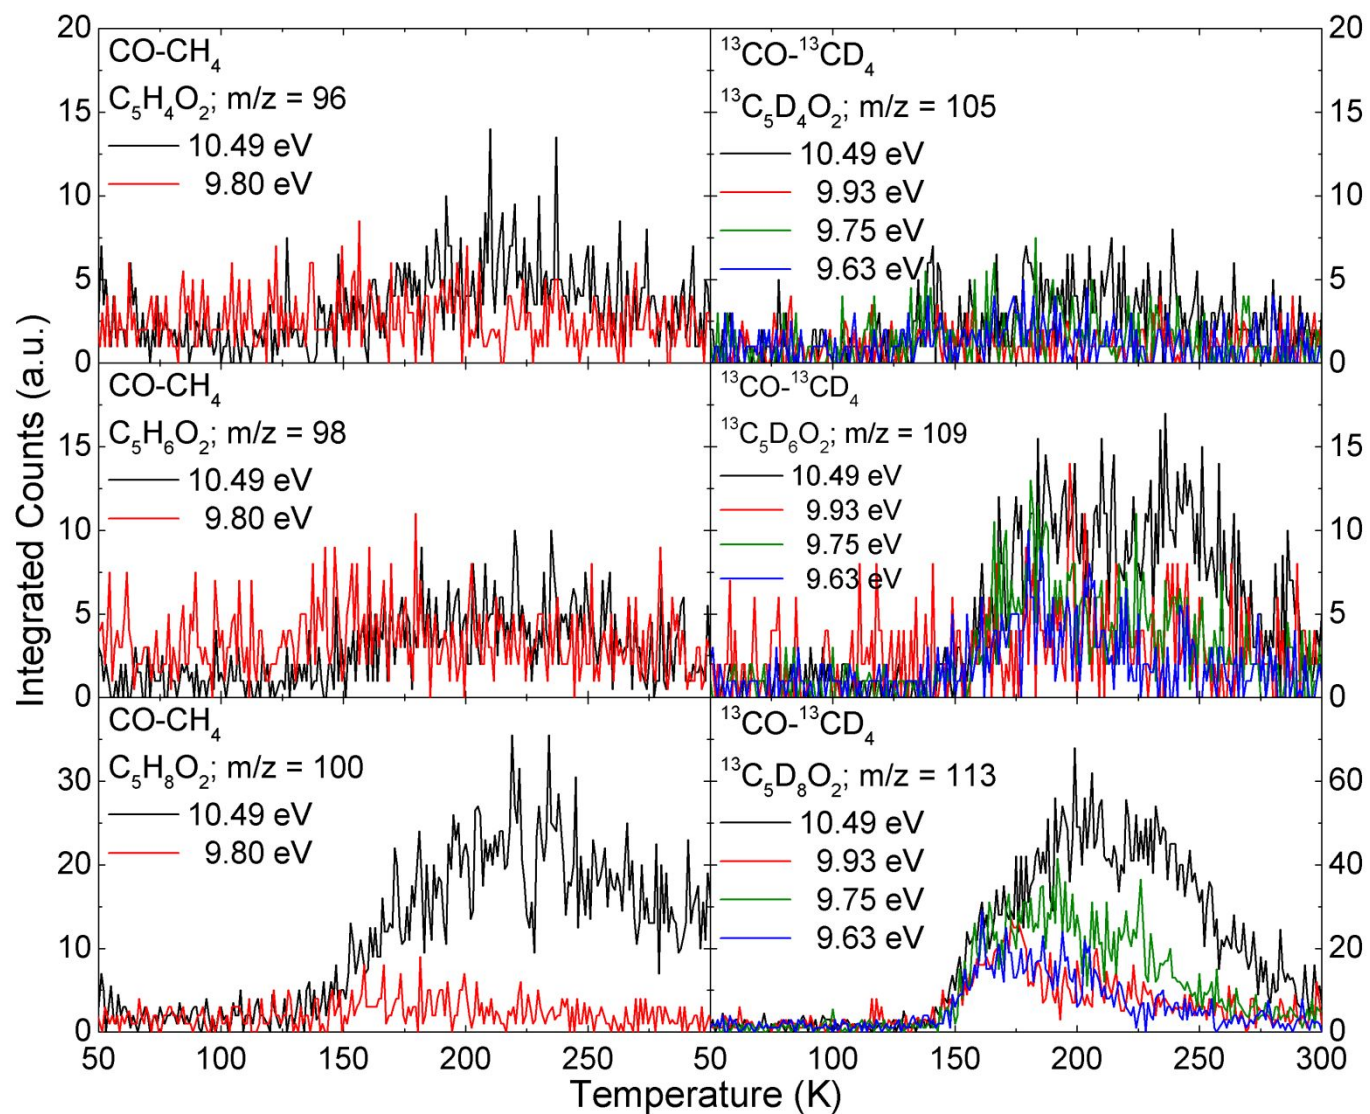 20
15
10
5
0
CO-CH₄
C₅H₄O₂; m/z = 96
10.49 eV
9.80 eV
¹³CO-¹³CD₄
¹³C₅D₄O₂; m/z = 105
10.49 eV
9.93 eV
9.75 eV
9.63 eV
20
15
10
5
0
15
10
5
0
CO-CH₄
C₅H₆O₂; m/z = 98
10.49 eV
9.80 eV
¹³CO-¹³CD₄
¹³C₅D₆O₂; m/z = 109
10.49 eV
9.93 eV
9.75 eV
9.63 eV
15
10
5
0
30
20
10
0
CO-CH₄
C₅H₈O₂; m/z = 100
10.49 eV
9.80 eV
¹³CO-¹³CD₄
¹³C₅D₈O₂; m/z = 113
10.49 eV
9.93 eV
9.75 eV
9.63 eV
60
40
20
0
50 100 150 200 250 50 100 150 200 250 300
Integrated Counts (a.u.)
Temperature (K)